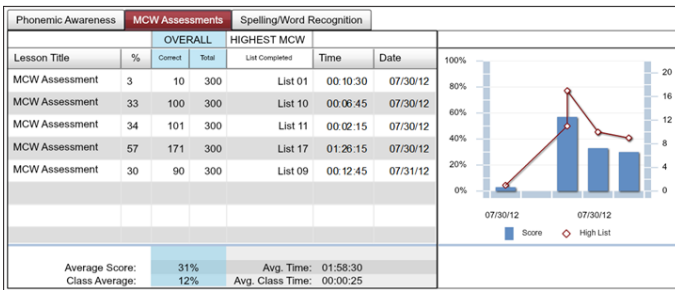 Phonemic Awareness MCW Assessments Spelling/Word Recognition
OVERALL HIGHEST MCW
Lesson Title % Correct Total List Completed Time Date
MCW Assessment 3 10 300 List 01 00:10:30 07/30/12
MCW Assessment 33 100 300 List 10 00:06:45 07/30/12
MCW Assessment 34 101 300 List 11 00:02:15 07/30/12
MCW Assessment 57 171 300 List 17 01:26:15 07/30/12
MCW Assessment 30 90 300 List 09 00:12:45 07/31/12
Average Score: 31% Avg. Time: 01:58:30
Class Average: 12% Avg. Class Time: 00:00:25
100%
80%
60%
40%
20%
0%
20
16
12
8
4
0
07/30/12 07/30/12
Score High List